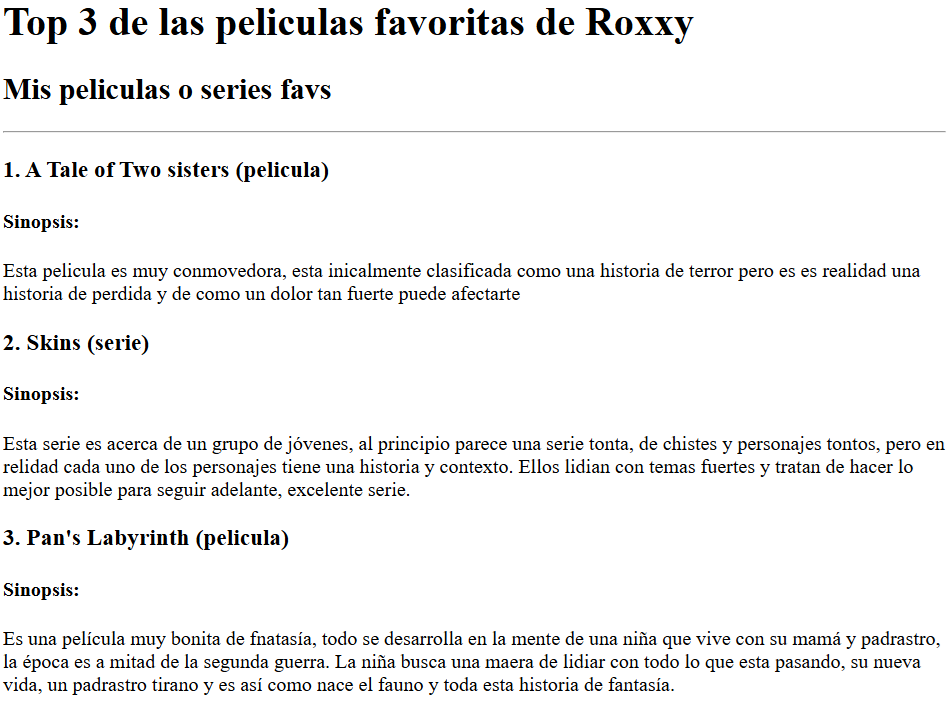 Top 3 de las peliculas favoritas de Roxxy
Mis peliculas o series favs
1. A Tale of Two sisters (pelicula)
Sinopsis:
Esta pelicula es muy conmovedora, esta inicalmente clasificada como una historia de terror pero es es realidad una
historia de perdida y de como un dolor tan fuerte puede afectarte
2. Skins (serie)
Sinopsis:
Esta serie es acerca de un grupo de jóvenes, al principio parece una serie tonta, de chistes y personajes tontos, pero en
relidad cada uno de los personajes tiene una historia y contexto. Ellos lidian con temas fuertes y tratan de hacer lo
mejor posible para seguir adelante, excelente serie.
3. Pan's Labyrinth (pelicula)
Sinopsis:
Es una película muy bonita de fnatasía, todo se desarrolla en la mente de una niña que vive con su mamá y padrastro,
la época es a mitad de la segunda guerra. La niña busca una maera de lidiar con todo lo que esta pasando, su nueva
vida, un padrastro tirano y es así como nace el fauno y toda esta historia de fantasía.